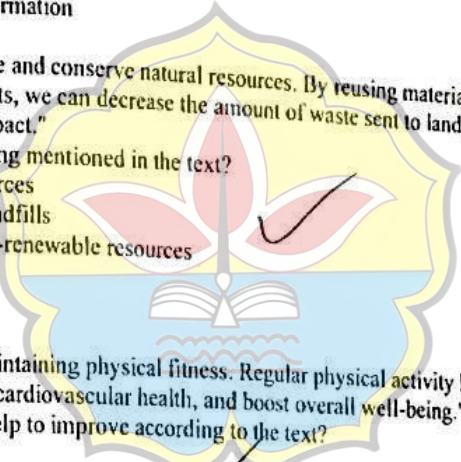 rmation
e and conserve natural resources. By reusing materia
ts, we can decrease the amount of waste sent to land
pact."
ng mentioned in the text?
rces
ndfills
-renewable resources
intaining physical fitness. Regular physical activity
cardiovascular health, and boost overall well-being."
elp to improve according to the text?